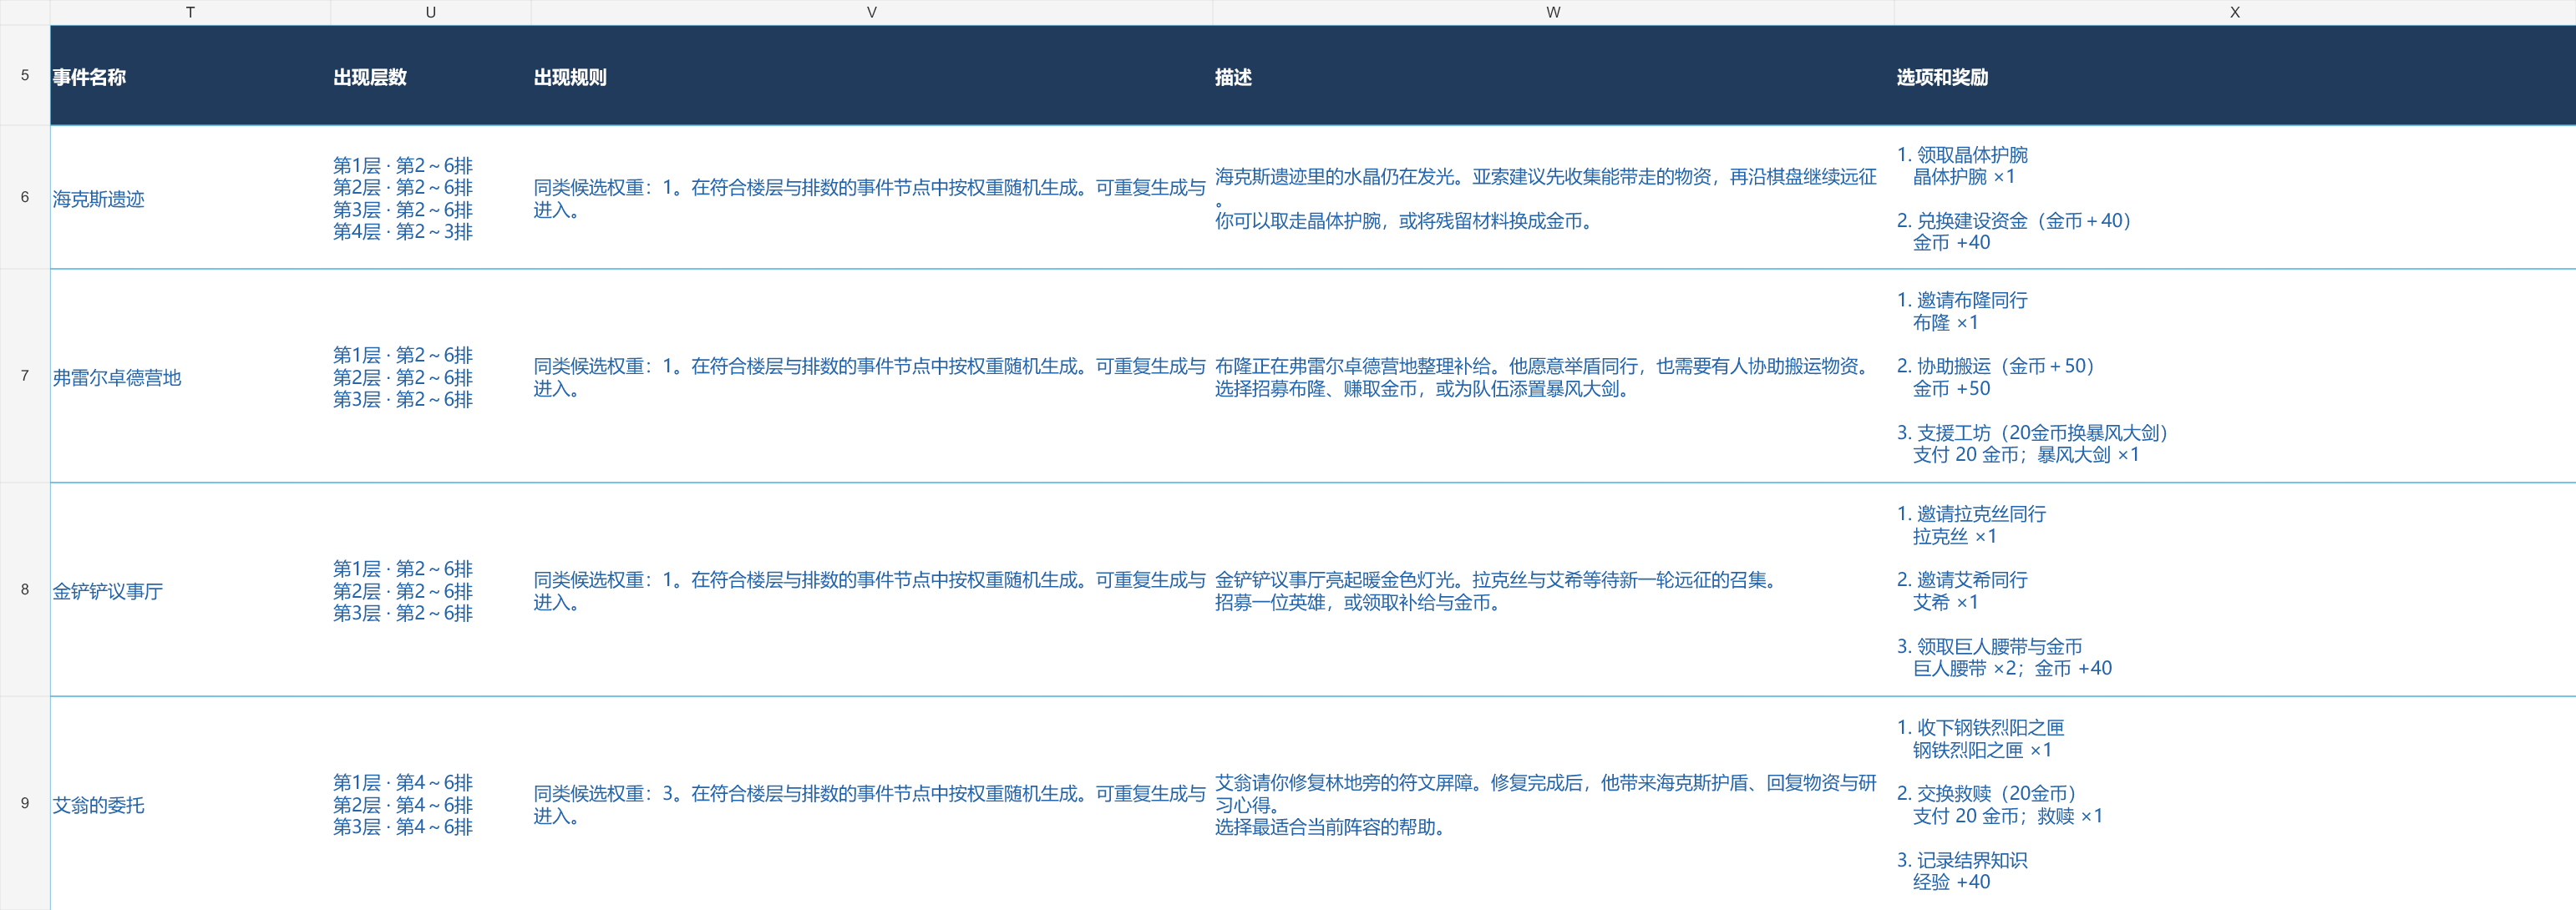 T U V W X
5 事件名称 出现层数 出现规则 描述 选项和奖励
6
海克斯遗迹
第1层 · 第2～6排
第2层 · 第2～6排
第3层 · 第2～6排
第4层 · 第2～3排
同类候选权重：1。在符合楼层与排数的事件节点中按权重随机生成。可重复生成与
进入。
海克斯遗迹里的水晶仍在发光。亚索建议先收集能带走的物资，再沿棋盘继续远征
。
你可以取走晶体护腕，或将残留材料换成金币。
1. 领取晶体护腕
晶体护腕 ×1
2. 兑换建设资金（金币＋40）
金币 +40
7
弗雷尔卓德营地
第1层 · 第2～6排
第2层 · 第2～6排
第3层 · 第2～6排
同类候选权重：1。在符合楼层与排数的事件节点中按权重随机生成。可重复生成与
进入。
布隆正在弗雷尔卓德营地整理补给。他愿意举盾同行，也需要有人协助搬运物资。
选择招募布隆、赚取金币，或为队伍添置暴风大剑。
1. 邀请布隆同行
布隆 ×1
2. 协助搬运（金币＋50）
金币 +50
3. 支援工坊（20金币换暴风大剑）
支付 20 金币；暴风大剑 ×1
8
金铲铲议事厅
第1层 · 第2～6排
第2层 · 第2～6排
第3层 · 第2～6排
同类候选权重：1。在符合楼层与排数的事件节点中按权重随机生成。可重复生成与
进入。
金铲铲议事厅亮起暖金色灯光。拉克丝与艾希等待新一轮远征的召集。
招募一位英雄，或领取补给与金币。
1. 邀请拉克丝同行
拉克丝 ×1
2. 邀请艾希同行
艾希 ×1
3. 领取巨人腰带与金币
巨人腰带 ×2；金币 +40
9
艾翁的委托
第1层 · 第4～6排
第2层 · 第4～6排
第3层 · 第4～6排
同类候选权重：3。在符合楼层与排数的事件节点中按权重随机生成。可重复生成与
进入。
艾翁请你修复林地旁的符文屏障。修复完成后，他带来海克斯护盾、回复物资与研
习心得。
选择最适合当前阵容的帮助。
1. 收下钢铁烈阳之匣
钢铁烈阳之匣 ×1
2. 交换救赎（20金币）
支付 20 金币；救赎 ×1
3. 记录结界知识
经验 +40